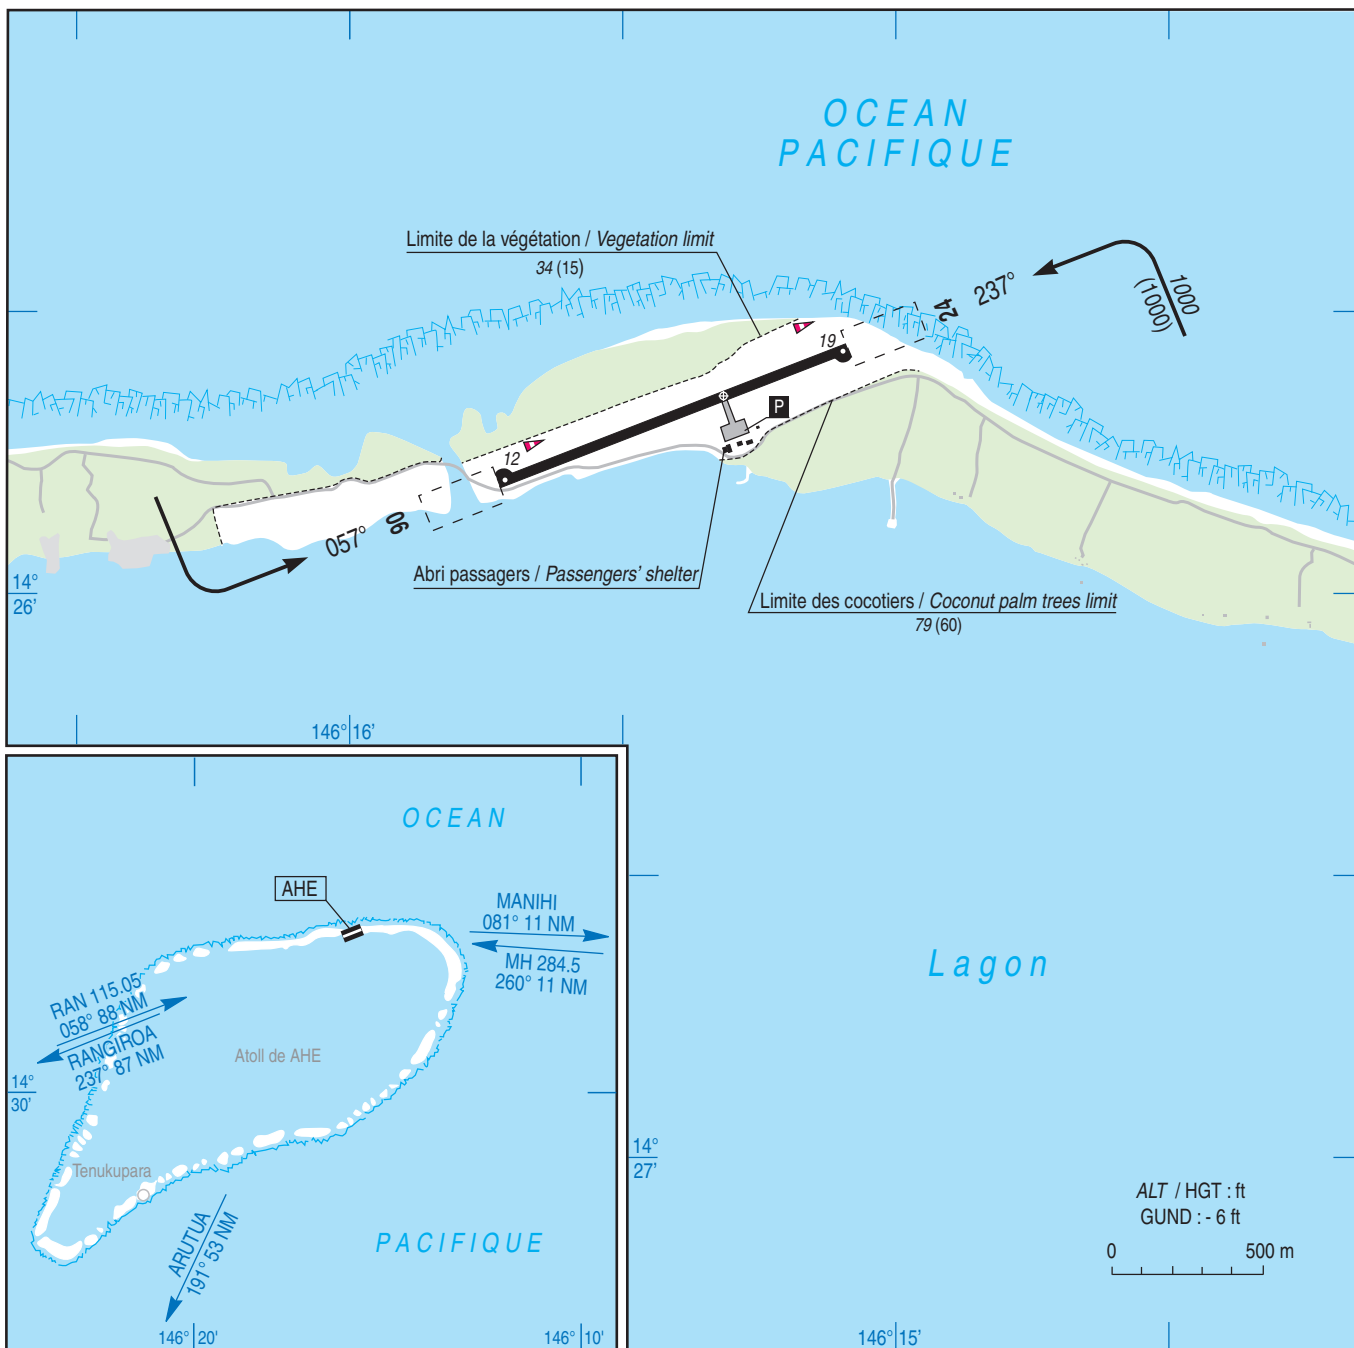 OCEAN
PACIFIQUE
Limite de la végétation / Vegetation limit
34 (15)
1000
(1000)
237°
24
19
P
12
06
057°
Abri passagers / Passengers' shelter
Limite des cocotiers / Coconut palm trees limit
79 (60)
14°
26'
146° 16'
OCEAN
AHE
MANIHI
081° 11 NM
MH 284.5
260° 11 NM
RAN 115.05
058° 88 NM
RANGIROA
237° 87 NM
Atoll de AHE
14°
30'
Tenukupara
ARUTUA
191° 53 NM
PACIFIQUE
146° 20'
146° 10'
Lagon
14°
27'
ALT / HGT : ft
GUND : - 6 ft
0 500 m
146° 15'